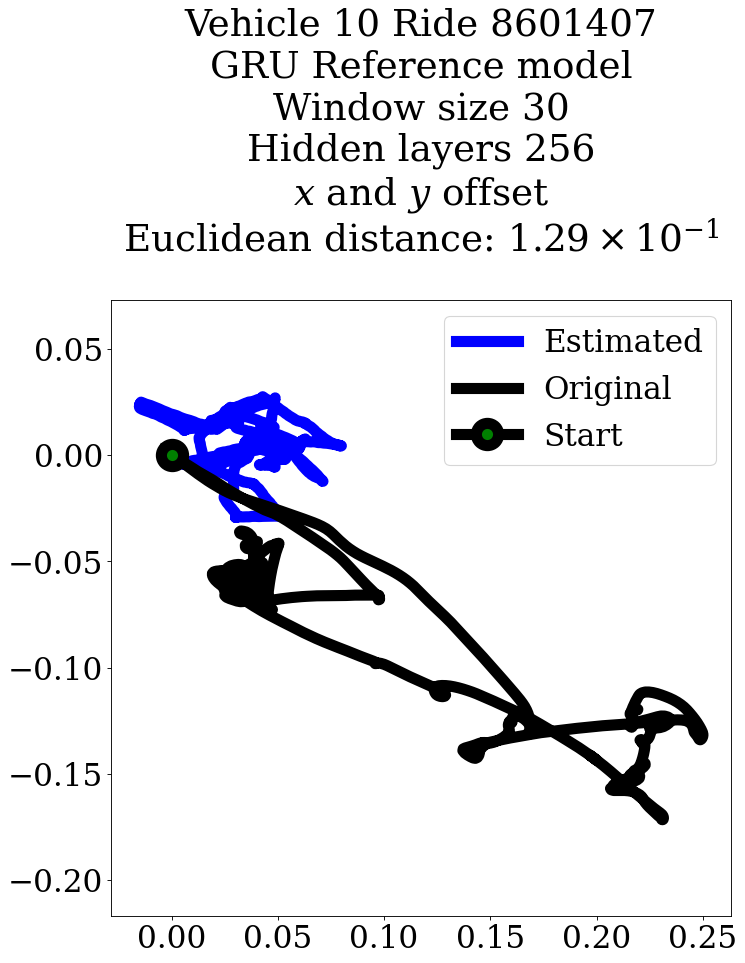 Vehicle 10 Ride 8601407
GRU Reference model
Window size 30
Hidden layers 256
x and y offset
Euclidean distance: 1.29 × 10⁻¹
Estimated
Original
Start
0.05
0.00
−0.05
−0.10
−0.15
−0.20
0.00 0.05 0.10 0.15 0.20 0.25